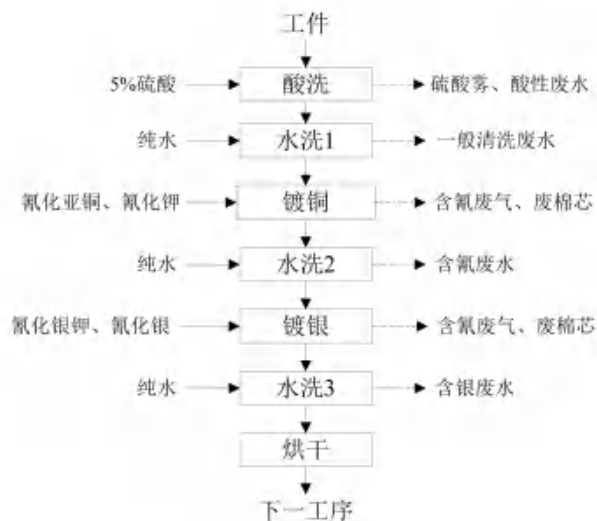 工件
5%硫酸 酸洗 硫酸雾、酸性废水
纯水 水洗1 一般清洗废水
氰化亚铜、氰化钾 镀铜 含氰废气、废棉芯
纯水 水洗2 含氰废水
氰化银钾、氰化银 镀银 含氰废气、废棉芯
纯水 水洗3 含银废水
烘干
下一工序